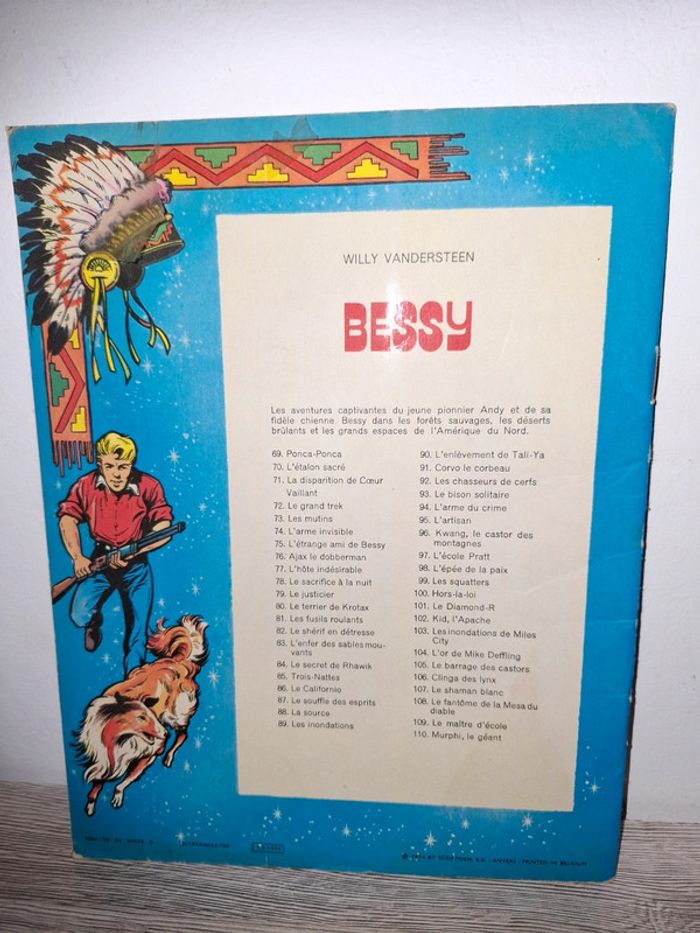 WILLY VANDERSTEEN
BESSY
Les aventures captivantes du jeune pionnier Andy et de sa
fidèle chienne Bessy dans les forêts sauvages, les déserts
brûlants et les grands espaces de l'Amérique du Nord.
69. Ponca-Ponca
70. L'étalon sacré
71. La disparition de Cœur
Vaillant
72. Le grand trek
73. Les mutins
74. L'arme invisible
75. L'étrange ami de Bessy
76. Ajax le dobberman
77. L'hôte indésirable
78. Le sacrifice à la nuit
79. Le justicier
80. Le terrier de Krotax
81. Les fusils roulants
82. Le shérif en détresse
83. L'enfer des sables mou-
vants
84. Le secret de Rhawik
85. Trois-Nattes
86. Le Californio
87. Le souffle des esprits
88. La source
89. Les inondations
90. L'enlèvement de Tali-Ya
91. Corvo le corbeau
92. Les chasseurs de cerfs
93. Le bison solitaire
94. L'arme du crime
95. L'artisan
96. Kwang, le castor des
montagnes
97. L'école Pratt
98. L'épée de la paix
99. Les squatters
100. Hors-la-loi
101. Le Diamond-R
102. Kid, l'Apache
103. Les inondations de Miles
City
104. L'or de Mike Deffling
105. Le barrage des castors
106. Clinga des lynx
107. Le shaman blanc
108. Le fantôme de la Mesa du
diable
109. Le maître d'école
110. Murphi, le géant
© 1974 BY SCRIPTORIA S.A. - ANVERS - PRINTED IN BELGIUM